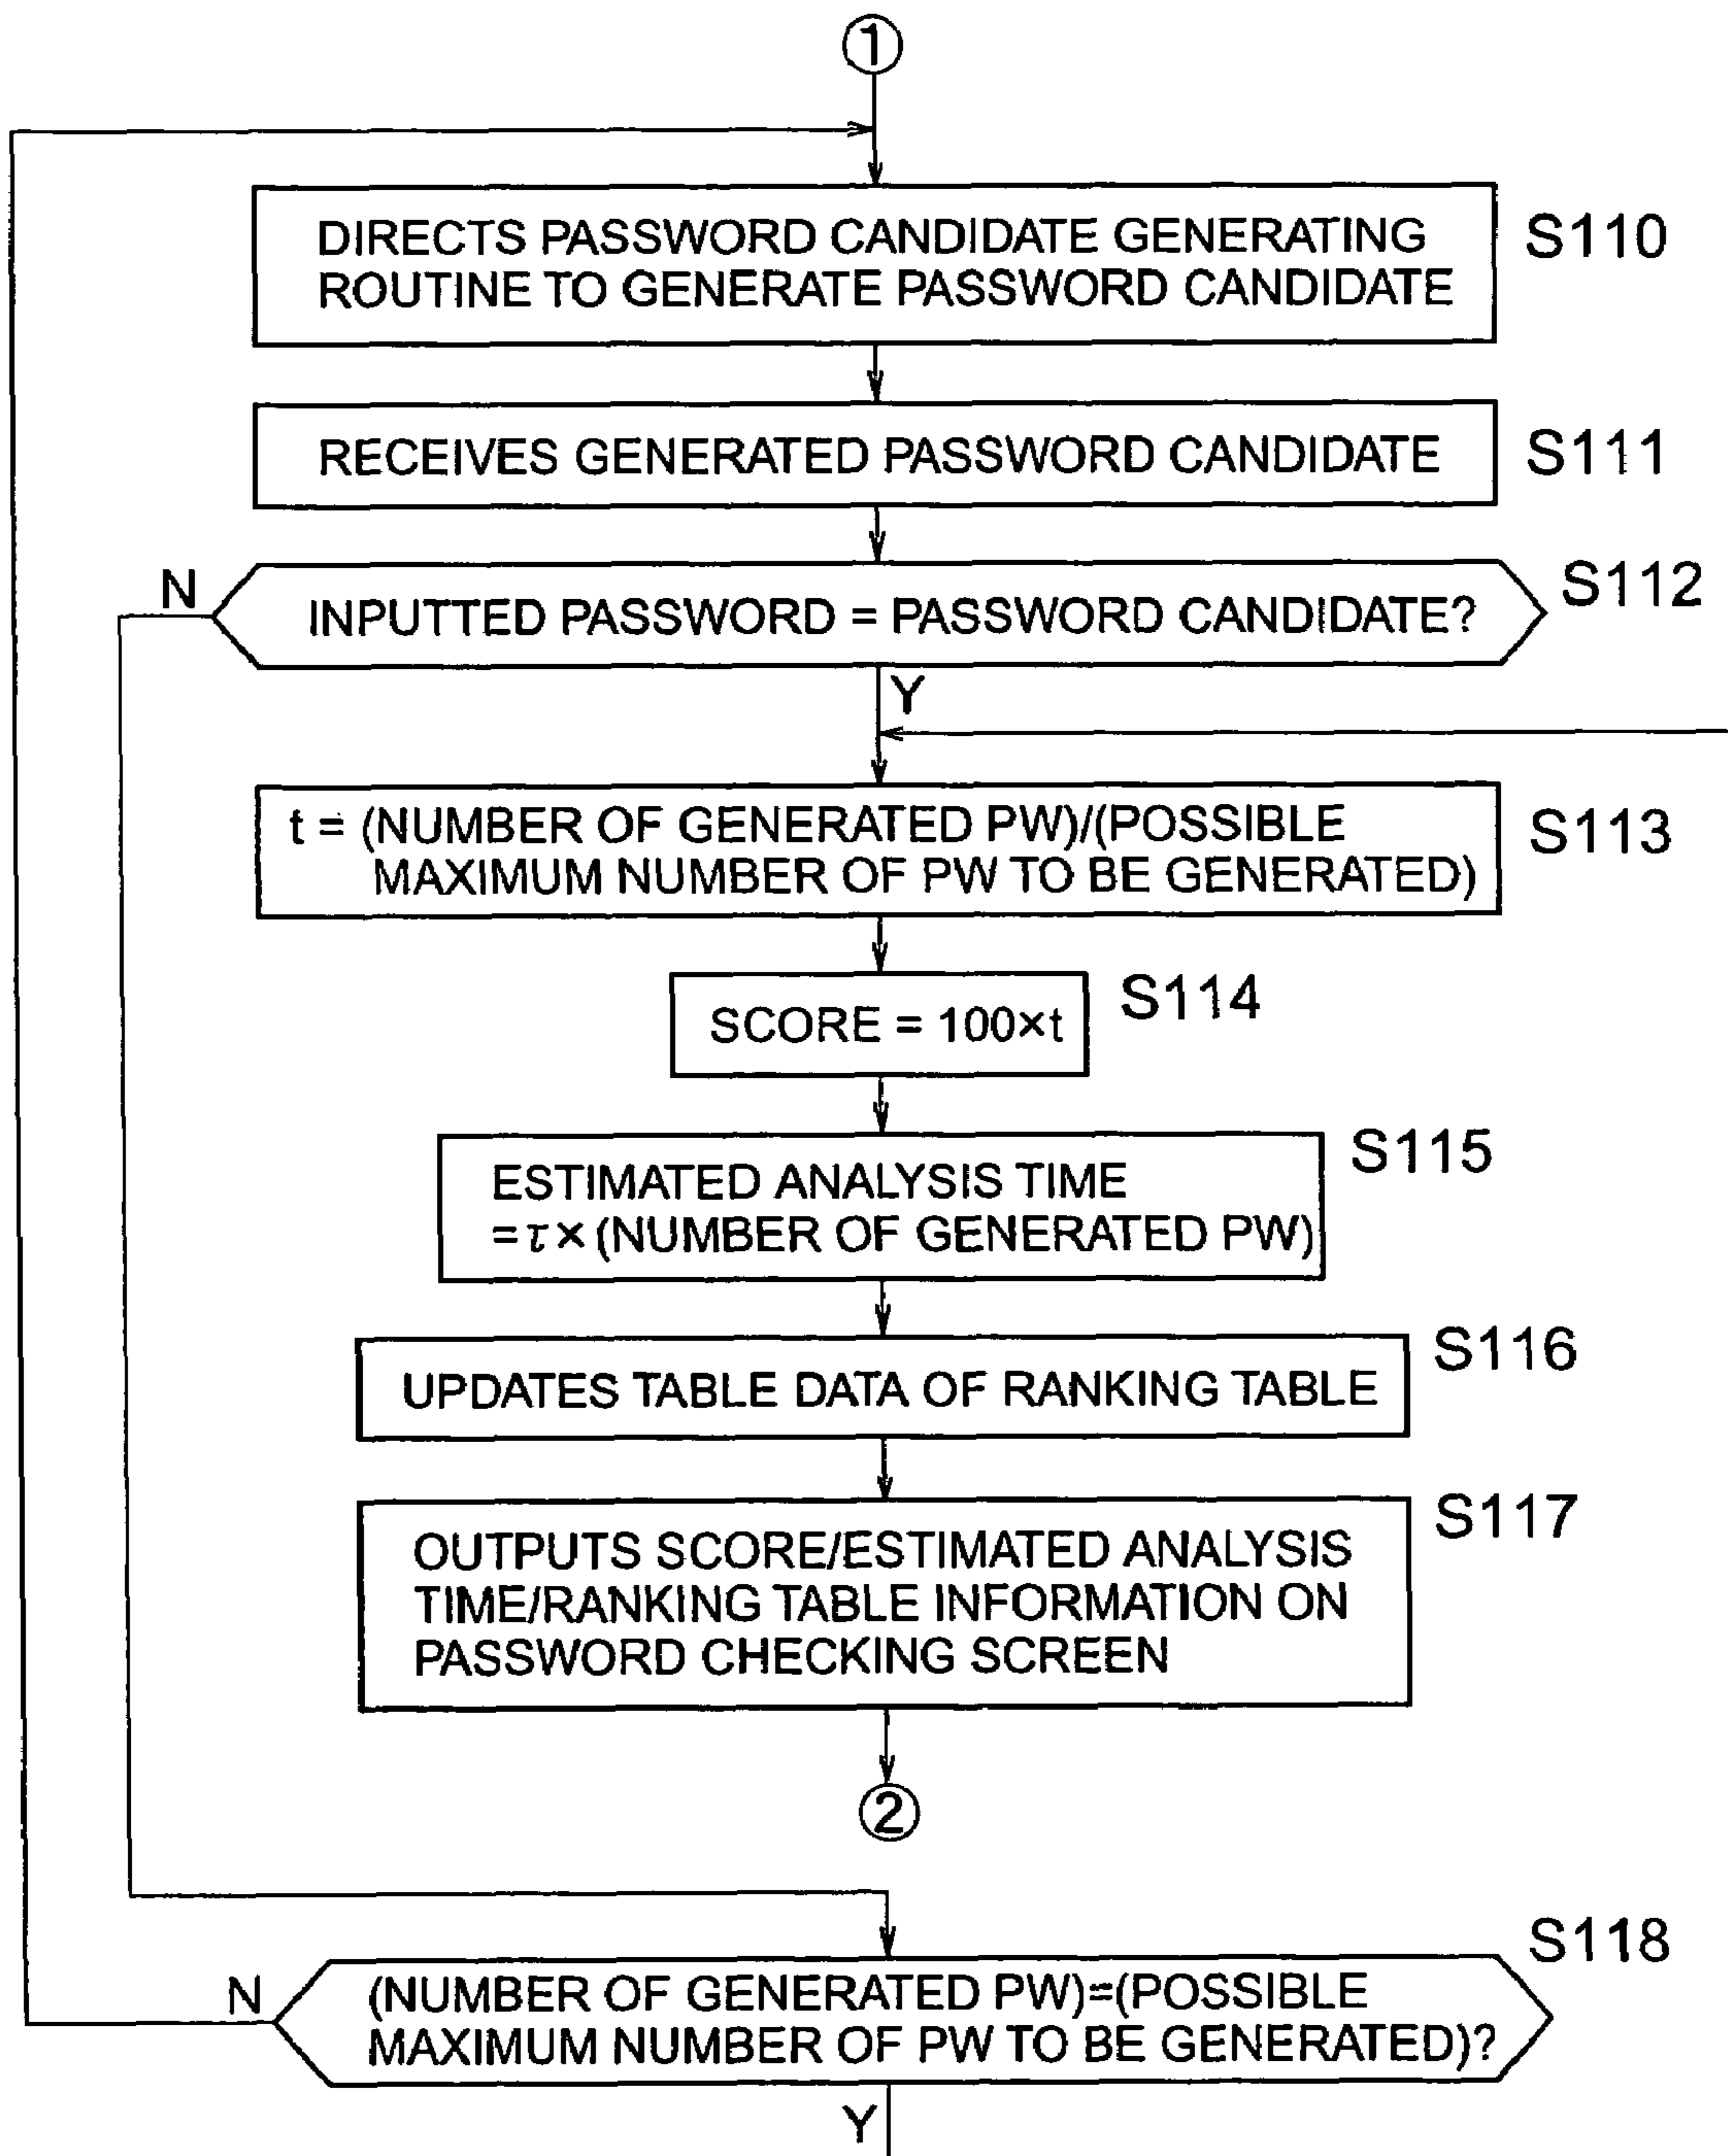 1
DIRECTS PASSWORD CANDIDATE GENERATING
ROUTINE TO GENERATE PASSWORD CANDIDATE
S110
RECEIVES GENERATED PASSWORD CANDIDATE
S111
N
INPUTTED PASSWORD = PASSWORD CANDIDATE?
S112
Y
t = (NUMBER OF GENERATED PW)/(POSSIBLE
MAXIMUM NUMBER OF PW TO BE GENERATED)
S113
SCORE = 100×t
S114
ESTIMATED ANALYSIS TIME
=τ×(NUMBER OF GENERATED PW)
S115
UPDATES TABLE DATA OF RANKING TABLE
S116
OUTPUTS SCORE/ESTIMATED ANALYSIS
TIME/RANKING TABLE INFORMATION ON
PASSWORD CHECKING SCREEN
S117
2
N
(NUMBER OF GENERATED PW)=(POSSIBLE
MAXIMUM NUMBER OF PW TO BE GENERATED)?
S118
Y